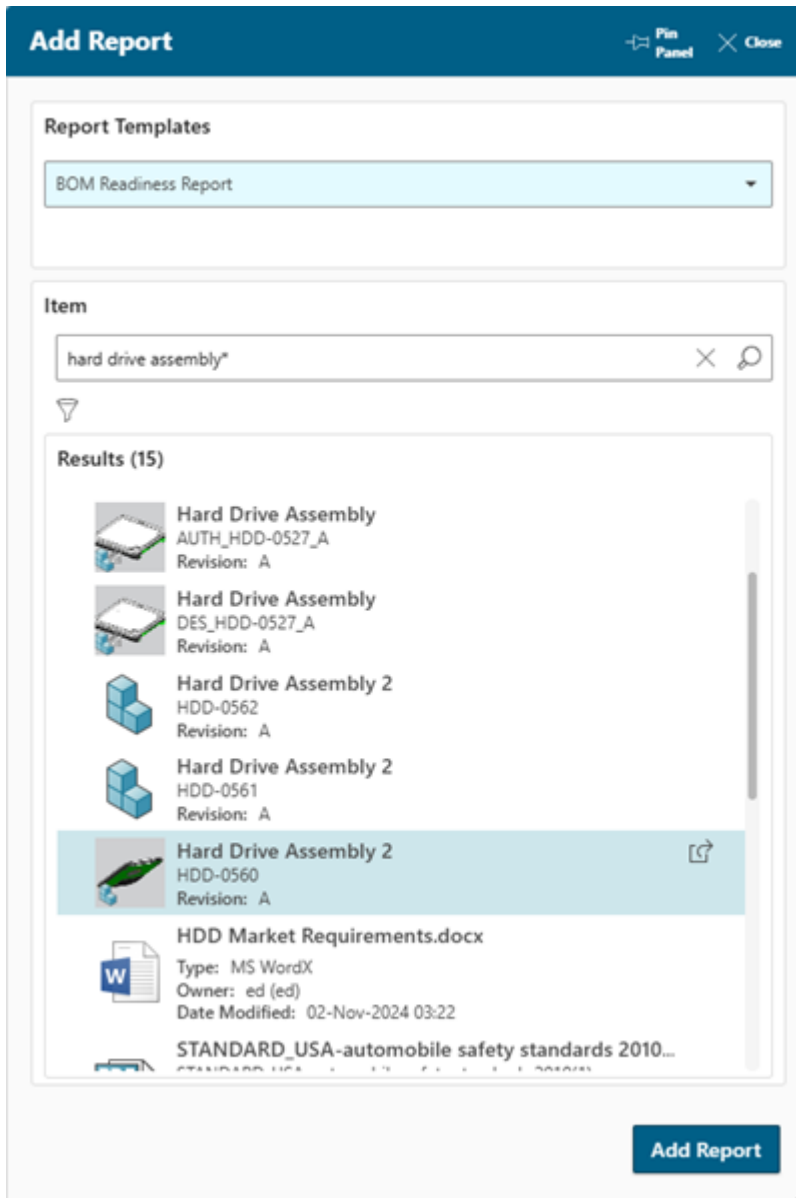 Add Report
Pin
Panel
Close
Report Templates
BOM Readiness Report
Item
hard drive assembly*
Results (15)
Hard Drive Assembly
AUTH_HDD-0527_A
Revision: A
Hard Drive Assembly
DES_HDD-0527_A
Revision: A
Hard Drive Assembly 2
HDD-0562
Revision: A
Hard Drive Assembly 2
HDD-0561
Revision: A
Hard Drive Assembly 2
HDD-0560
Revision: A
HDD Market Requirements.docx
W
Type: MS WordX
Owner: ed (ed)
Date Modified: 02-Nov-2024 03:22
STANDARD_USA-automobile safety standards 2010...
Add Report